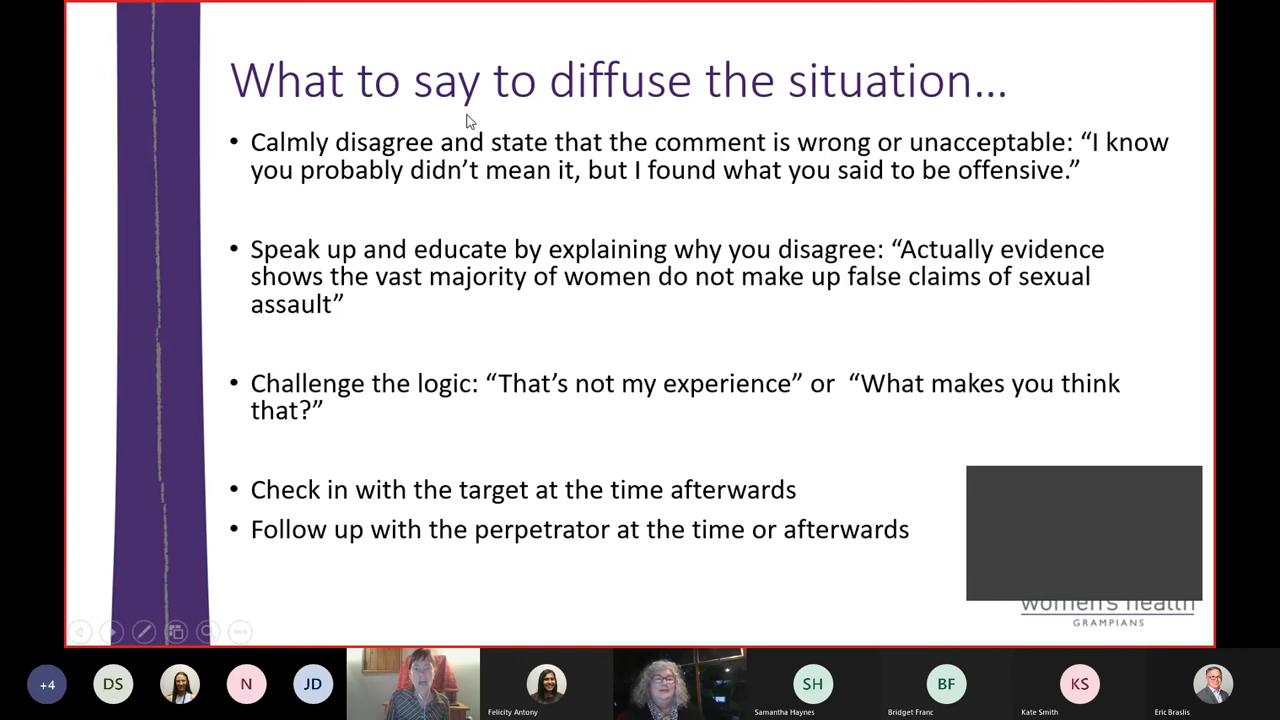 What to say to diffuse the situation...
• Calmly disagree and state that the comment is wrong or unacceptable: “I know
you probably didn’t mean it, but I found what you said to be offensive.”
• Speak up and educate by explaining why you disagree: “Actually evidence
shows the vast majority of women do not make up false claims of sexual
assault”
• Challenge the logic: “That’s not my experience” or “What makes you think
that?”
• Check in with the target at the time afterwards
• Follow up with the perpetrator at the time or afterwards
women's health
GRAMPIANS
+4
DS
N
JD
SH
BF
KS
Felicity Antony
Samantha Haynes
Bridget Franc
Kate Smith
Eric Braslis